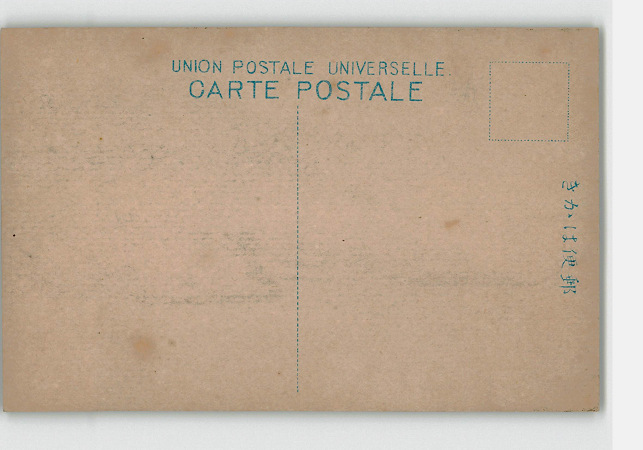 UNION POSTALE UNIVERSELLE.
CARTE POSTALE
きかは便郵